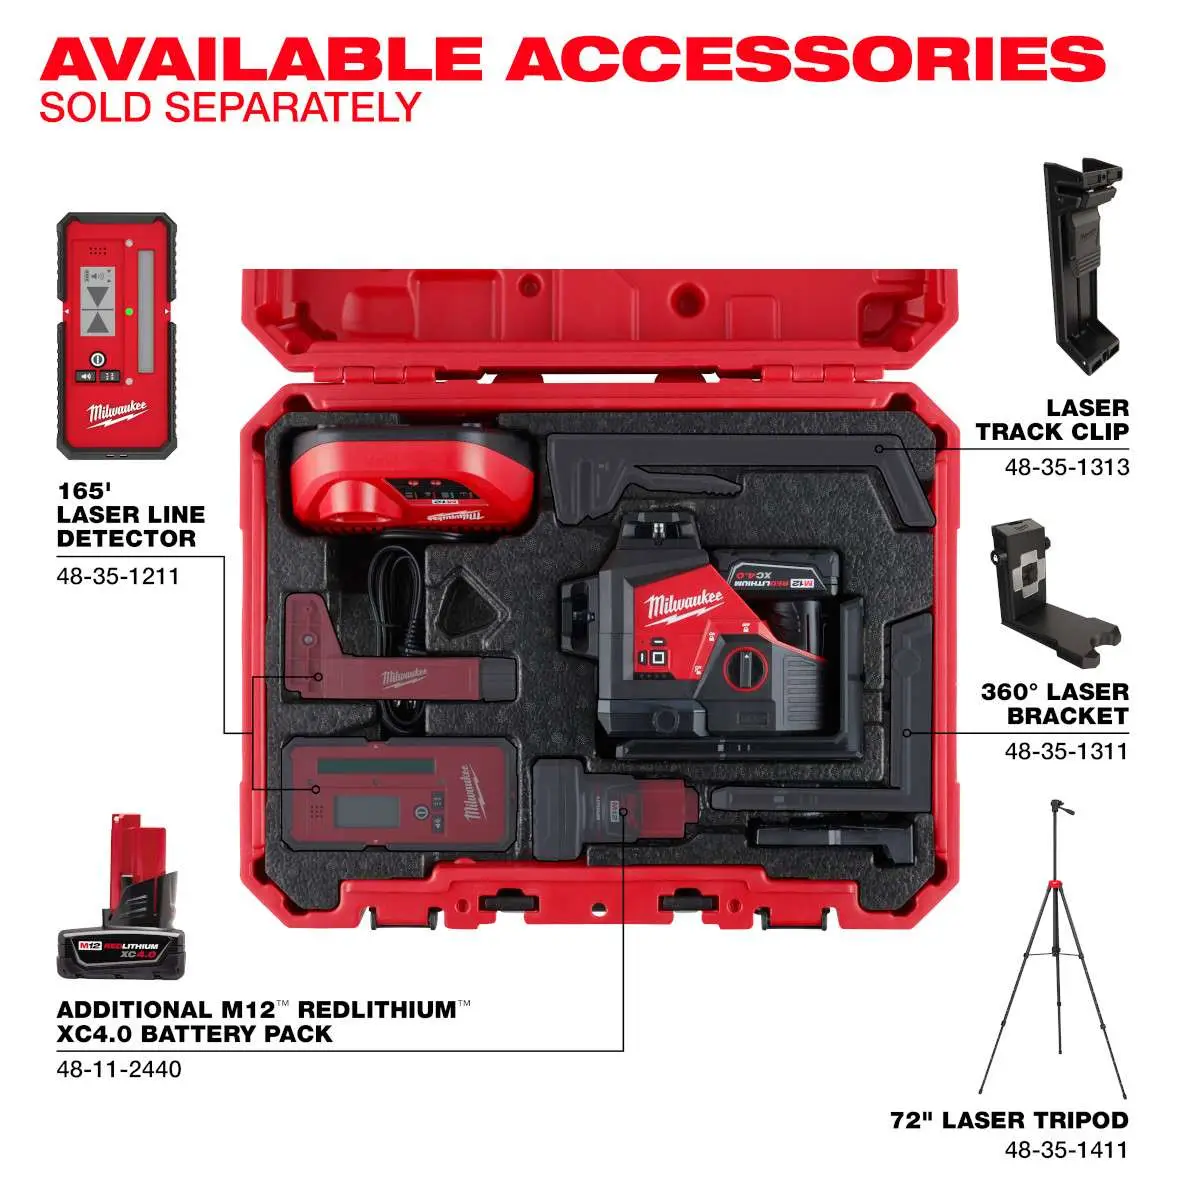 AVAILABLE ACCESSORIES
SOLD SEPARATELY
Milwaukee
165'
LASER LINE
DETECTOR
48-35-1211
LASER
TRACK CLIP
48-35-1313
360° LASER
BRACKET
48-35-1311
M12
Milwaukee
Milwaukee
M12 REDLITHIUM
XC4.0
Milwaukee
Milwaukee
M12
M12 REDLITHIUM
XC4.0
ADDITIONAL M12™ REDLITHIUM™
XC4.0 BATTERY PACK
48-11-2440
72" LASER TRIPOD
48-35-1411